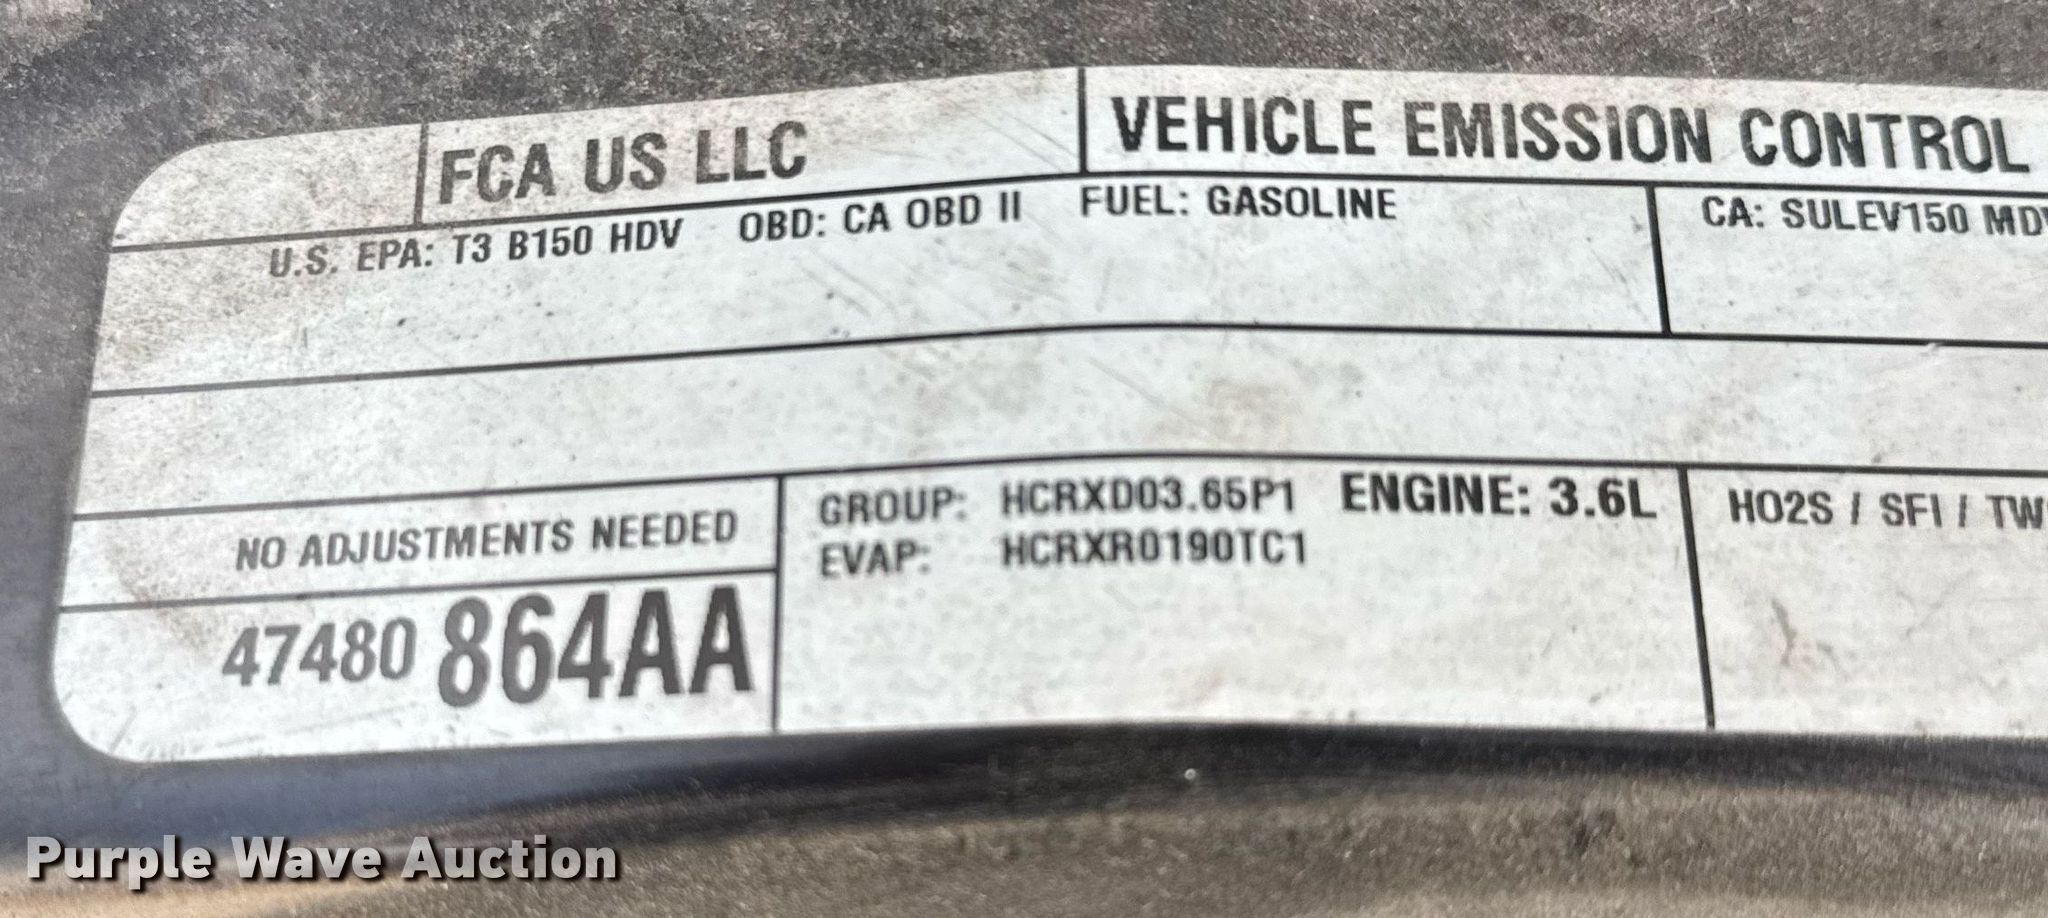 FCA US LLC
VEHICLE EMISSION CONTROL
U.S. EPA: T3 B150 HDV OBD: CA OBD II FUEL: GASOLINE
CA: SULEV150
NO ADJUSTMENTS NEEDED
47480 864AA
GROUP: HCRXD03.65P1 ENGINE: 3.6L
EVAP: HCRXR0190TC1
HO2S / SFI /
Purple Wave Auction